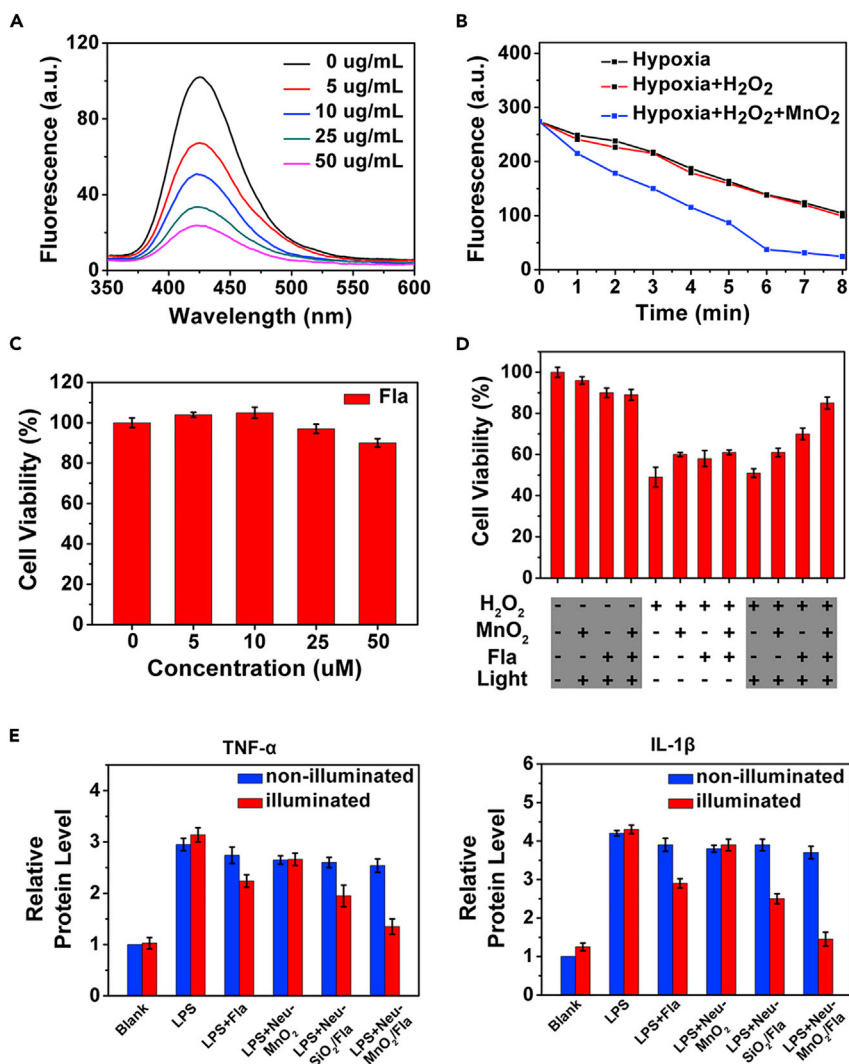 A
120
80
40
0
Fluorescence (a.u.)
0 ug/mL
5 ug/mL
10 ug/mL
25 ug/mL
50 ug/mL
350 400 450 500 550 600
Wavelength (nm)
B
400
300
200
100
0
Fluorescence (a.u.)
Hypoxia
Hypoxia+H₂O₂
Hypoxia+H₂O₂+MnO₂
0 1 2 3 4 5 6 7 8
Time (min)
C
120
100
80
60
40
20
0
Cell Viability (%)
Fla
0 5 10 25 50
Concentration (uM)
D
100
80
60
40
20
0
Cell Viability (%)
H₂O₂ - - - - + + + + + + + +
MnO₂ - + - + - + - + - + - +
Fla - - + + - - + + - - + +
Light - + + + - - - - + + + +
E
TNF-α
4
3
2
1
0
Relative
Protein Level
non-illuminated
illuminated
Blank
LPS
LPS+Fla
LPS+Neu-
MnO₂
LPS+Neu-
SiO₂/Fla
LPS+Neu-
MnO₂/Fla
IL-1β
6
5
4
3
2
1
0
Relative
Protein Level
non-illuminated
illuminated
Blank
LPS
LPS+Fla
LPS+Neu-
MnO₂
LPS+Neu-
SiO₂/Fla
LPS+Neu-
MnO₂/Fla